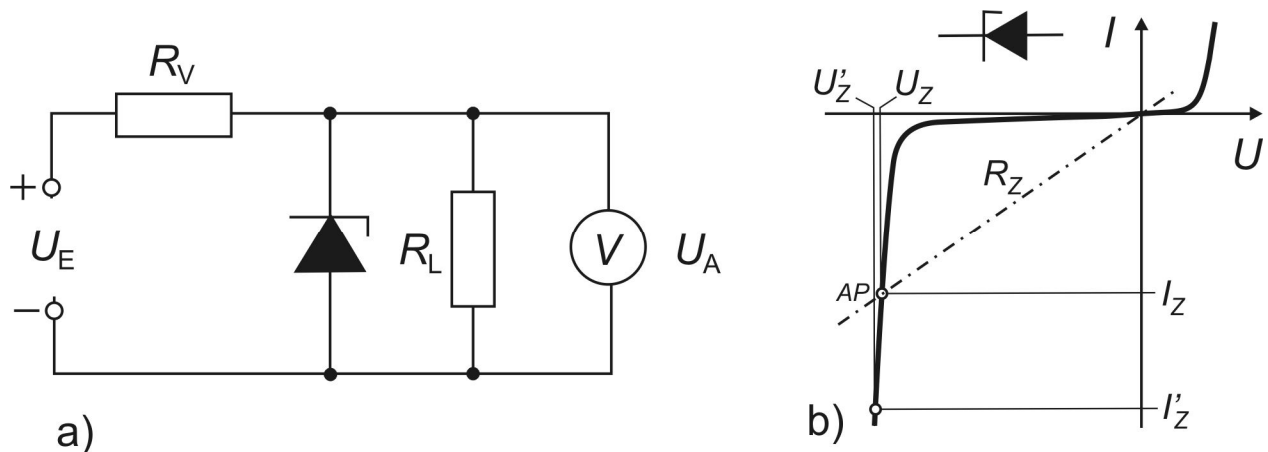 R_V
+
U_E
−
R_L
V
U_A
a)
I
U'_Z
U_Z
U
R_Z
AP
I_Z
I'_Z
b)